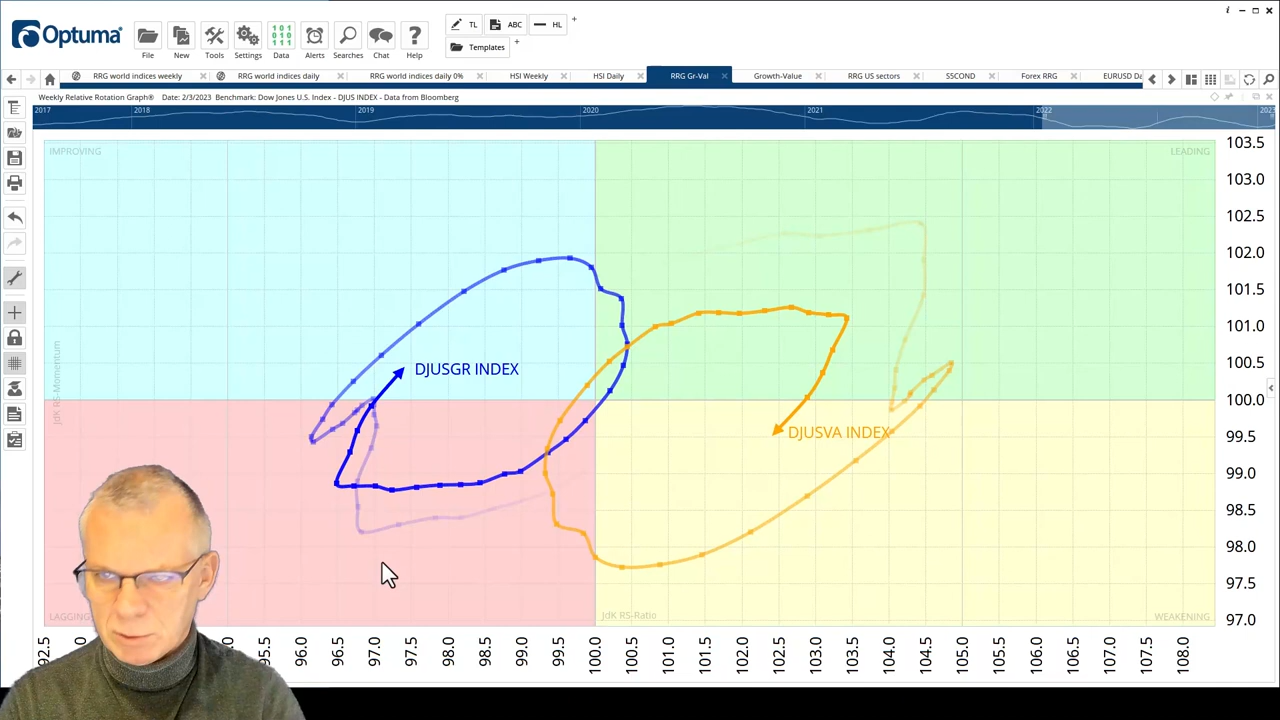 Optuma®
File New Tools Settings Data Alerts Searches Chat Help
TL ABC HL +
Templates +
RRG world indices weekly × RRG world indices daily × RRG world indices daily 0% × HSI Weekly × HSI Daily × RRG Gr-Val × Growth-Value × RRG US sectors × S5COND × Forex RRG × EURUSD Da
Weekly Relative Rotation Graph® Date: 2/3/2023 Benchmark: Dow Jones U.S. Index - DJUS INDEX - Data from Bloomberg
2017 2018 2019 2020 2021 2022
IMPROVING
LEADING
103.5
103.0
102.5
102.0
101.5
101.0
100.5
100.0
99.5
99.0
98.5
98.0
97.5
97.0
JdK RS-Momentum
DJUSGR INDEX
DJUSVA INDEX
LAGGING
JdK RS-Ratio
WEAKENING
92.5 96.0 96.5 97.0 97.5 98.0 98.5 99.0 99.5 100.0 100.5 101.0 101.5 102.0 102.5 103.0 103.5 104.0 104.5 105.0 105.5 106.0 106.5 107.0 107.5 108.0